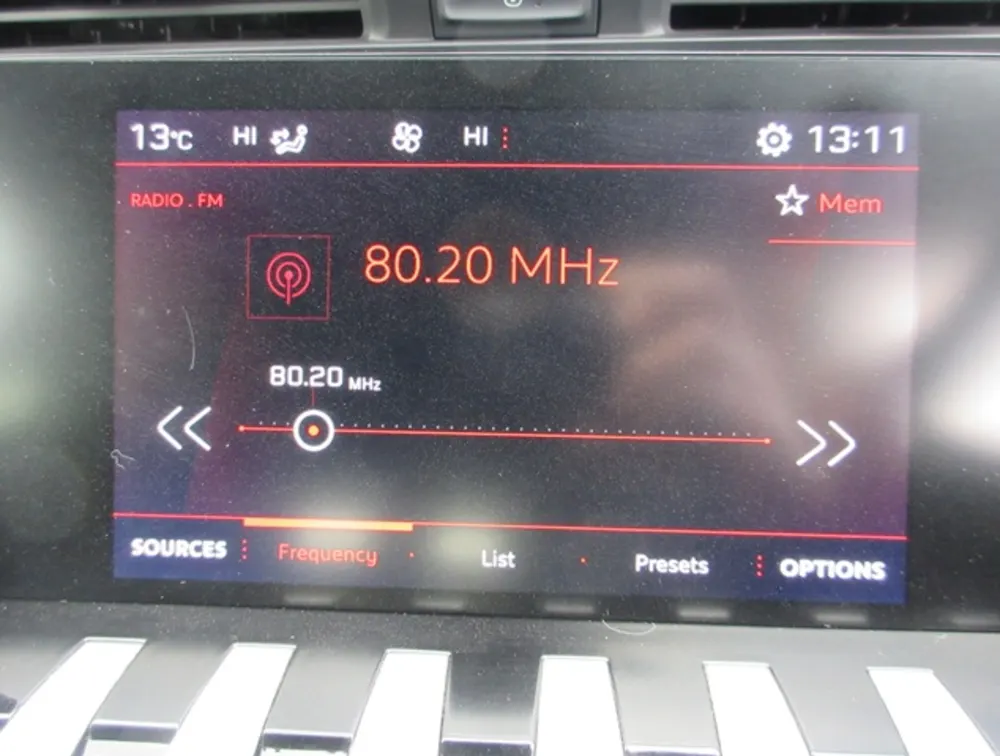 13°C HI HI 13:11
RADIO . FM
Mem
80.20 MHz
80.20 MHz
SOURCES Frequency List Presets OPTIONS